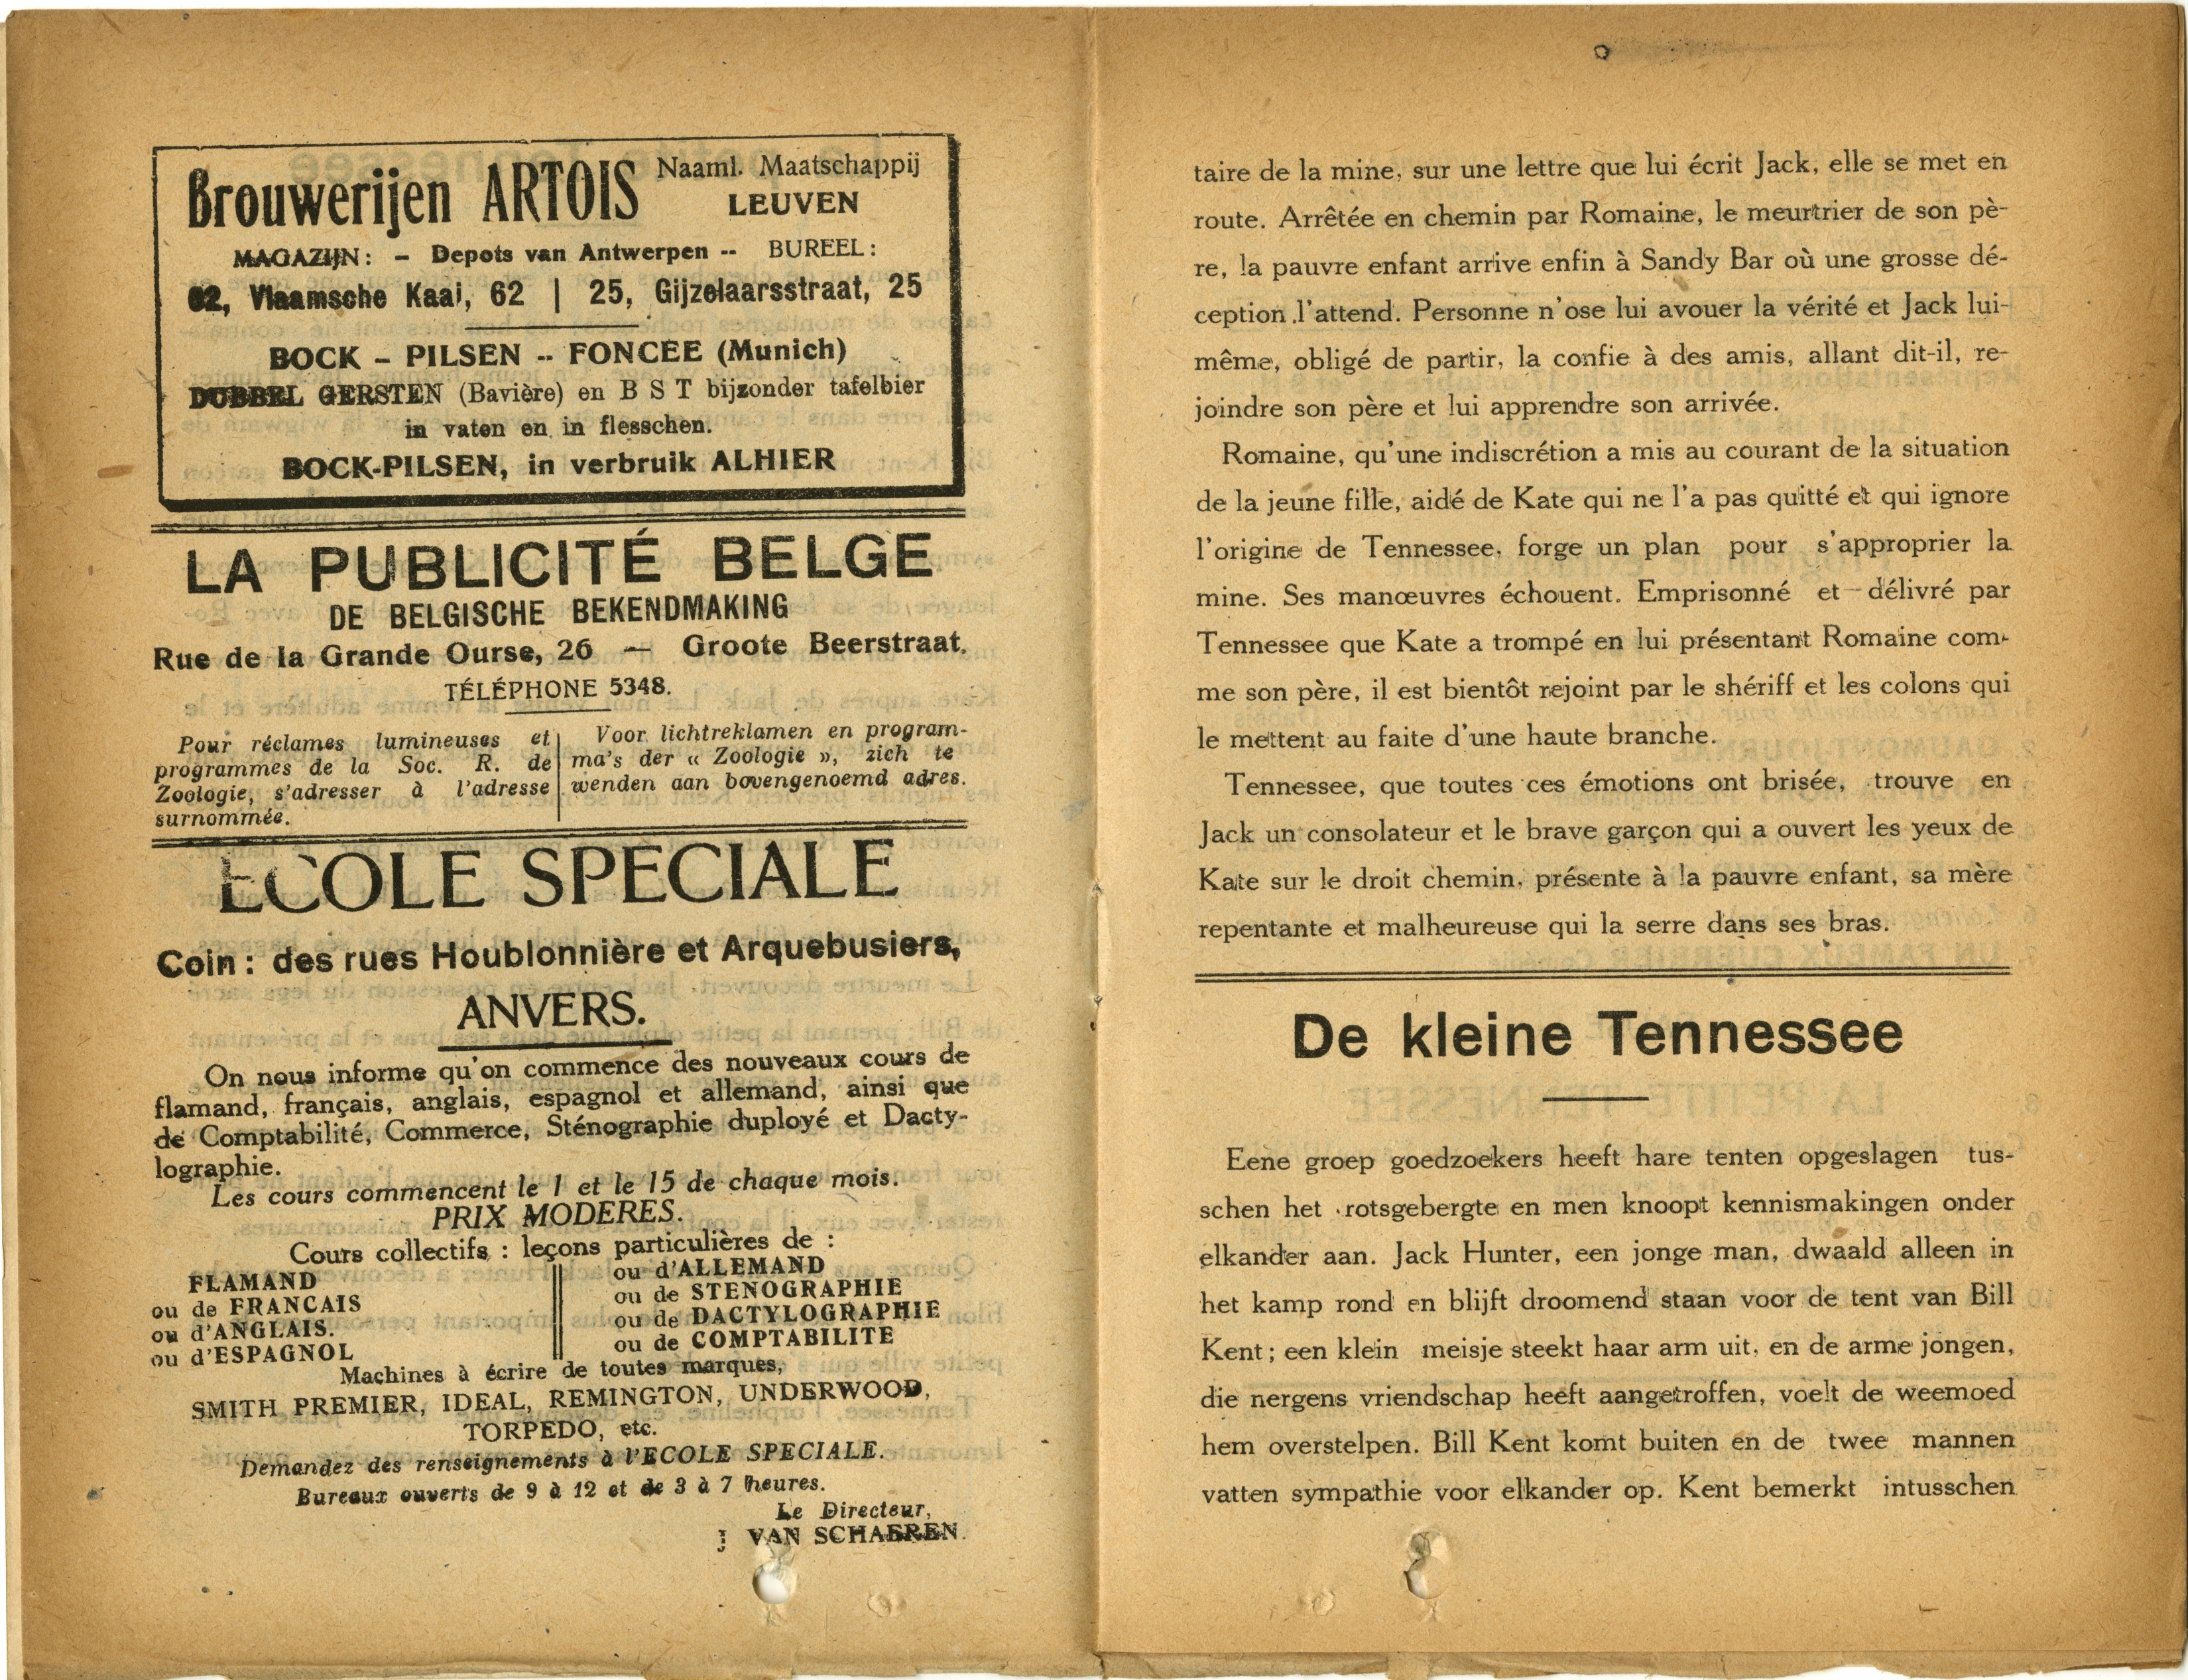 Brouwerijen ARTOIS Naaml. Maatschappij
LEUVEN
MAGAZIJN: – Depots van Antwerpen -- BUREEL:
62, Vlaamsche Kaai, 62 | 25, Gijzelaarsstraat, 25
BOCK – PILSEN -- FONCEE (Munich)
DUBBEL GERSTEN (Bavière) en B S T bijzonder tafelbier
in vaten en in flesschen.
BOCK-PILSEN, in verbruik ALHIER
LA PUBLICITÉ BELGE
DE BELGISCHE BEKENDMAKING
Rue de la Grande Ourse, 26 — Groote Beerstraat.
TÉLÉPHONE 5348.
Pour réclames lumineuses et
programmes de la Soc. R. de
Zoologie, s'adresser à l'adresse
surnommée.
Voor lichtreklamen en program-
ma's der « Zoologie », zich te
wenden aan bovengenoemd adres.
ECOLE SPECIALE
Coin: des rues Houblonnière et Arquebusiers,
ANVERS.
On nous informe qu'on commence des nouveaux cours de
flamand, français, anglais, espagnol et allemand, ainsi que
de Comptabilité, Commerce, Sténographie duployé et Dacty-
lographie.
Les cours commencent le 1 et le 15 de chaque mois.
PRIX MODERES.
Cours collectifs : leçons particulières de :
FLAMAND
ou de FRANCAIS
ou d'ANGLAIS.
ou d'ESPAGNOL
ou d'ALLEMAND
ou de STENOGRAPHIE
ou de DACTYLOGRAPHIE
ou de COMPTABILITE
Machines à écrire de toutes marques,
SMITH PREMIER, IDEAL, REMINGTON, UNDERWOOD,
TORPEDO, etc.
Demandez des renseignements à l'ECOLE SPECIALE.
Bureaux ouverts de 9 à 12 et de 3 à 7 heures.
Le Directeur,
J VAN SCHAEREN.
taire de la mine, sur une lettre que lui écrit Jack, elle se met en
route. Arrêtée en chemin par Romaine, le meurtrier de son pè-
re, la pauvre enfant arrive enfin à Sandy Bar où une grosse dé-
ception l'attend. Personne n'ose lui avouer la vérité et Jack lui-
même, obligé de partir, la confie à des amis, allant dit-il, re-
joindre son père et lui apprendre son arrivée.
Romaine, qu'une indiscrétion a mis au courant de la situation
de la jeune fille, aidé de Kate qui ne l'a pas quitté et qui ignore
l'origine de Tennessee, forge un plan pour s'approprier la
mine. Ses manœuvres échouent. Emprisonné et délivré par
Tennessee que Kate a trompé en lui présentant Romaine com-
me son père, il est bientôt rejoint par le shériff et les colons qui
le mettent au faite d'une haute branche.
Tennessee, que toutes ces émotions ont brisée, trouve en
Jack un consolateur et le brave garçon qui a ouvert les yeux de
Kate sur le droit chemin, présente à la pauvre enfant, sa mère
repentante et malheureuse qui la serre dans ses bras.
De kleine Tennessee
Eene groep goedzoekers heeft hare tenten opgeslagen tus-
schen het rotsgebergte en men knoopt kennismakingen onder
elkander aan. Jack Hunter, een jonge man, dwaald alleen in
het kamp rond en blijft droomend staan voor de tent van Bill
Kent; een klein meisje steekt haar arm uit, en de arme jongen,
die nergens vriendschap heeft aangetroffen, voelt de weemoed
hem overstelpen. Bill Kent komt buiten en de twee mannen
vatten sympathie voor elkander op. Kent bemerkt intusschen